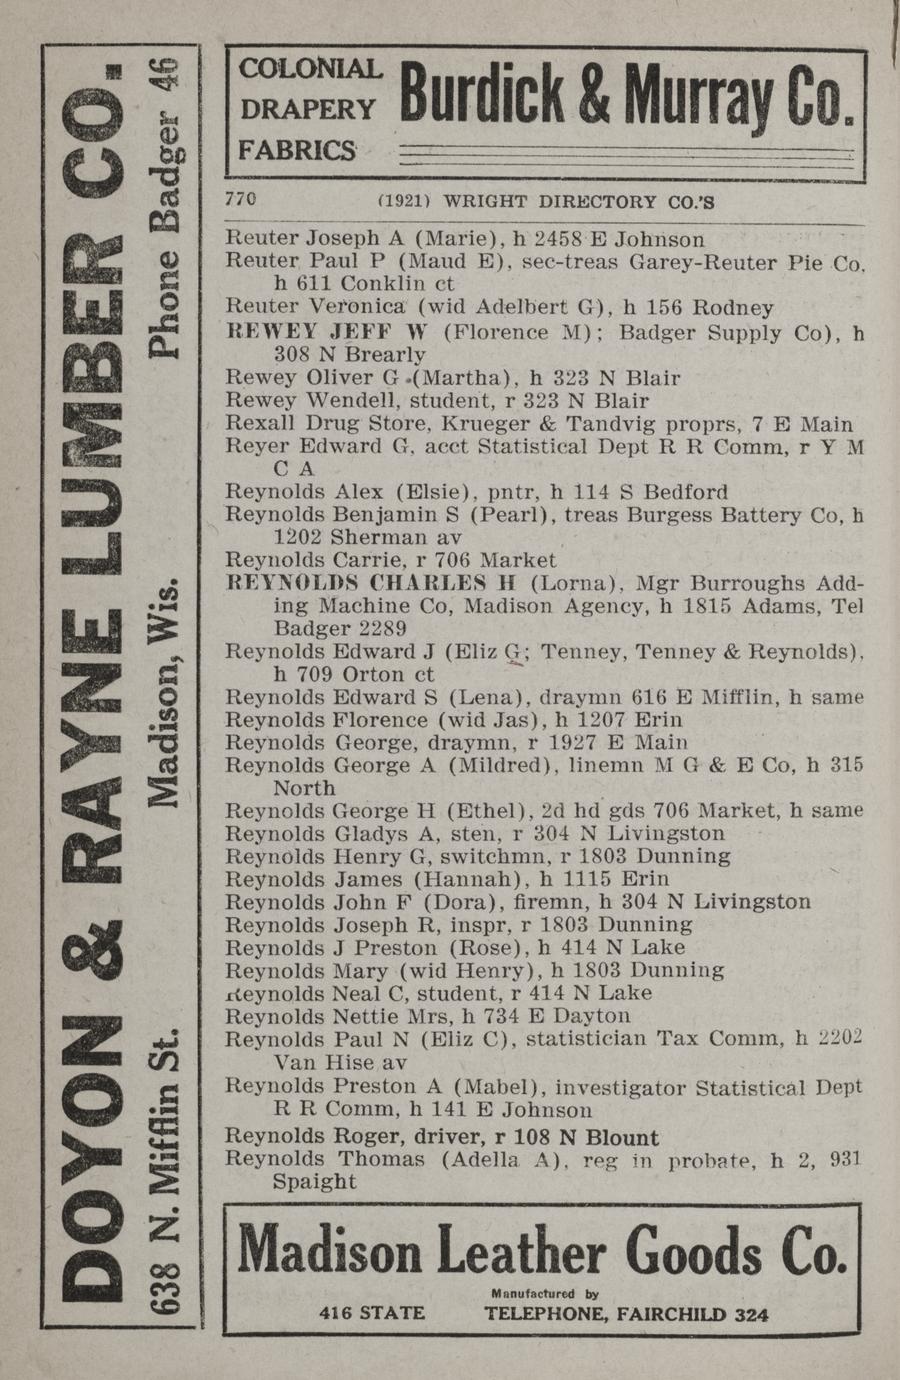 DOYON & RAYNE LUMBER CO.
638 N. Mifflin St. Madison, Wis. Phone Badger 46
COLONIAL
DRAPERY
FABRICS
Burdick & Murray Co.
770 (1921) WRIGHT DIRECTORY CO.'S
Reuter Joseph A (Marie), h 2458 E Johnson
Reuter Paul P (Maud E), sec-treas Garey-Reuter Pie Co,
h 611 Conklin ct
Reuter Veronica (wid Adelbert G), h 156 Rodney
REWEY JEFF W (Florence M); Badger Supply Co), h
308 N Brearly
Rewey Oliver G (Martha), h 323 N Blair
Rewey Wendell, student, r 323 N Blair
Rexall Drug Store, Krueger & Tandvig proprs, 7 E Main
Reyer Edward G, acct Statistical Dept R R Comm, r Y M
C A
Reynolds Alex (Elsie), pntr, h 114 S Bedford
Reynolds Benjamin S (Pearl), treas Burgess Battery Co, h
1202 Sherman av
Reynolds Carrie, r 706 Market
REYNOLDS CHARLES H (Lorna), Mgr Burroughs Add-
ing Machine Co, Madison Agency, h 1815 Adams, Tel
Badger 2289
Reynolds Edward J (Eliz G; Tenney, Tenney & Reynolds),
h 709 Orton ct
Reynolds Edward S (Lena), draymn 616 E Mifflin, h same
Reynolds Florence (wid Jas), h 1207 Erin
Reynolds George, draymn, r 1927 E Main
Reynolds George A (Mildred), linemn M G & E Co, h 315
North
Reynolds George H (Ethel), 2d hd gds 706 Market, h same
Reynolds Gladys A, sten, r 304 N Livingston
Reynolds Henry G, switchmn, r 1803 Dunning
Reynolds James (Hannah), h 1115 Erin
Reynolds John F (Dora), firemn, h 304 N Livingston
Reynolds Joseph R, inspr, r 1803 Dunning
Reynolds J Preston (Rose), h 414 N Lake
Reynolds Mary (wid Henry), h 1803 Dunning
Reynolds Neal C, student, r 414 N Lake
Reynolds Nettie Mrs, h 734 E Dayton
Reynolds Paul N (Eliz C), statistician Tax Comm, h 2202
Van Hise av
Reynolds Preston A (Mabel), investigator Statistical Dept
R R Comm, h 141 E Johnson
Reynolds Roger, driver, r 108 N Blount
Reynolds Thomas (Adella A), reg in probate, h 2, 931
Spaight
Madison Leather Goods Co.
Manufactured by
416 STATE TELEPHONE, FAIRCHILD 324